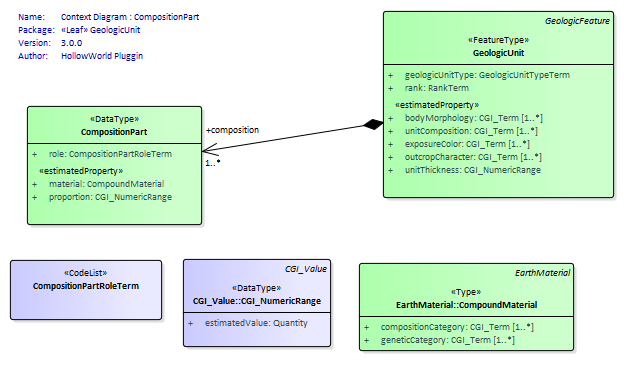 Name: Context Diagram : CompositionPart
Package: «Leaf» GeologicUnit
Version: 3.0.0
Author: HollowWorld Pluggin
GeologicFeature
«FeatureType»
GeologicUnit
+ geologicUnitType: GeologicUnitTypeTerm
+ rank: RankTerm
«estimatedProperty»
+ bodyMorphology: CGI_Term [1..*]
+ unitComposition: CGI_Term [1..*]
+ exposureColor: CGI_Term [1..*]
+ outcropCharacter: CGI_Term [1..*]
+ unitThickness: CGI_NumericRange
«DataType»
CompositionPart
+ role: CompositionPartRoleTerm
«estimatedProperty»
+ material: CompoundMaterial
+ proportion: CGI_NumericRange
+composition
1..*
«CodeList»
CompositionPartRoleTerm
CGI_Value
«DataType»
CGI_Value::CGI_NumericRange
+ estimatedValue: Quantity
EarthMaterial
«Type»
EarthMaterial::CompoundMaterial
+ compositionCategory: CGI_Term [1..*]
+ geneticCategory: CGI_Term [1..*]